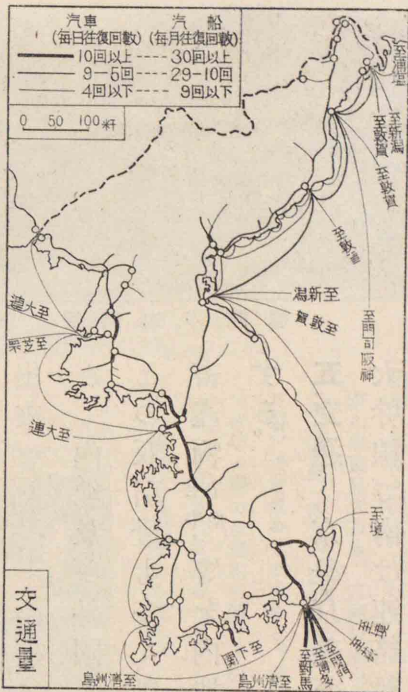 汽車 汽船
(每日往復回數) (每月往復回數)
10回以上 30回以上
9－5回 29－10回
4回以下 9回以下
0 50 100粁
至浦塩
至新潟
至敦賀
至敦賀
至敦賀
至門司阪神
潟新至
賀敦至
連大至
罘芝至
連大至
至境
至境
至門司
至博多
至對馬
關下至
島州濟至
至濟州島
交通量